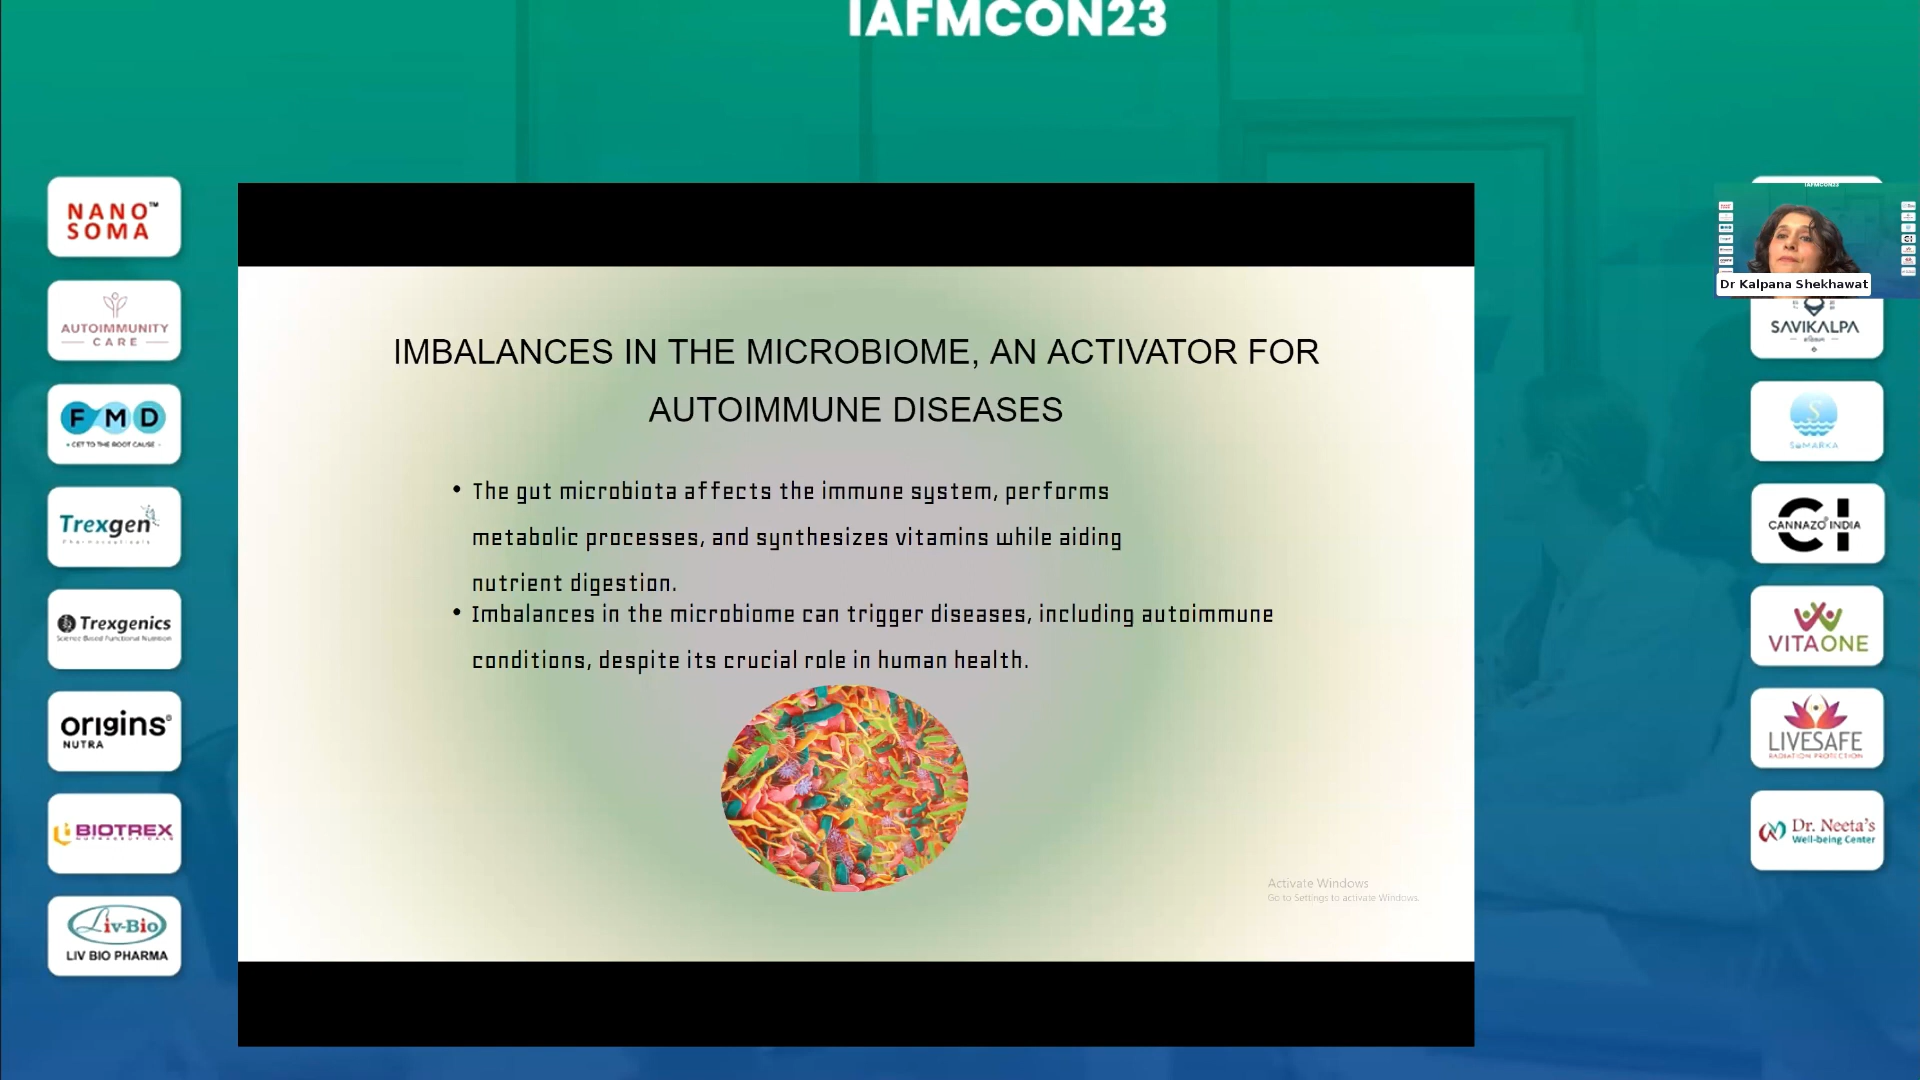 IAFMCON23
NANO™
SOMA
AUTOIMMUNITY
CARE
FMD
GET TO THE ROOT CAUSE
Trexgen
Pharmaceuticals
Trexgenics
Science Based Functional Nutrition
origins®
NUTRA
BIOTREX
NUTRACEUTICALS
Liv-Bio
LIV BIO PHARMA
IMBALANCES IN THE MICROBIOME, AN ACTIVATOR FOR
AUTOIMMUNE DISEASES
• The gut microbiota affects the immune system, performs
metabolic processes, and synthesizes vitamins while aiding
nutrient digestion.
• Imbalances in the microbiome can trigger diseases, including autoimmune
conditions, despite its crucial role in human health.
Activate Windows
Go to Settings to activate Windows.
IAFMCON23
Dr Kalpana Shekhawat
SAVIKALPA
S
SOMARKA
CI
CANNAZO® INDIA
VITAONE
LIVESAFE
RADIATION PROTECTION
Dr. Neeta's
Well-being Center